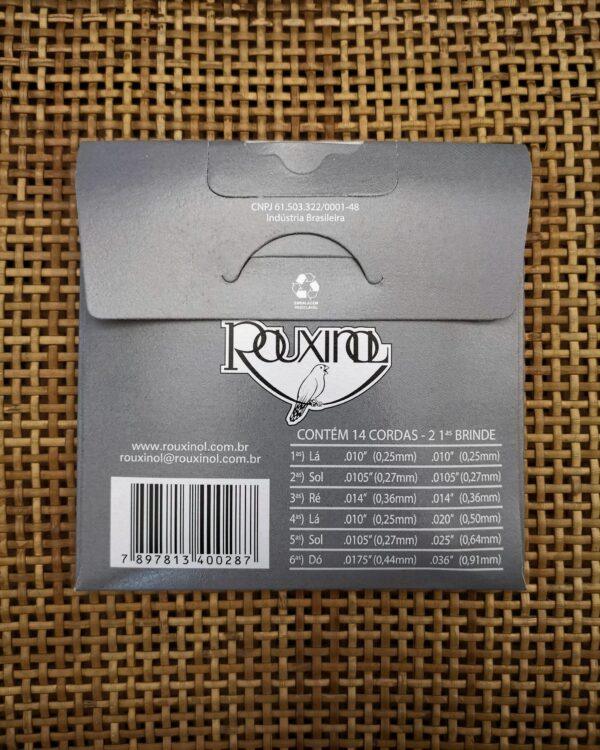 CNPJ 61.503.322/0001-48
Indústria Brasileira
EMBALAGEM
RECICLÁVEL
ROUXINOL
www.rouxinol.com.br
rouxinol@rouxinol.com.br
7 897813 400287
CONTÉM 14 CORDAS - 2 1ªs BRINDE
1ªs) Lá .010" (0,25mm) .010" (0,25mm)
2ªs) Sol .0105" (0,27mm) .0105" (0,27mm)
3ªs) Ré .014" (0,36mm) .014" (0,36mm)
4ªs) Lá .010" (0,25mm) .020" (0,50mm)
5ªs) Sol .0105" (0,27mm) .025" (0,64mm)
6ªs) Dó .0175" (0,44mm) .036" (0,91mm)